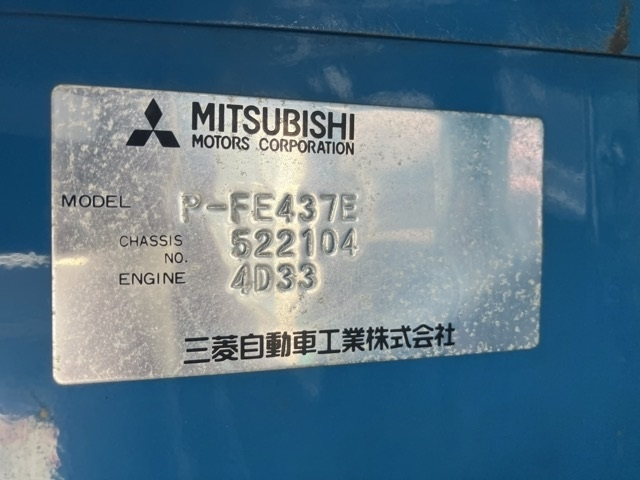 MITSUBISHI
MOTORS CORPORATION
MODEL P-FE437E
CHASSIS NO. 522104
ENGINE 4D33
三菱自動車工業株式会社